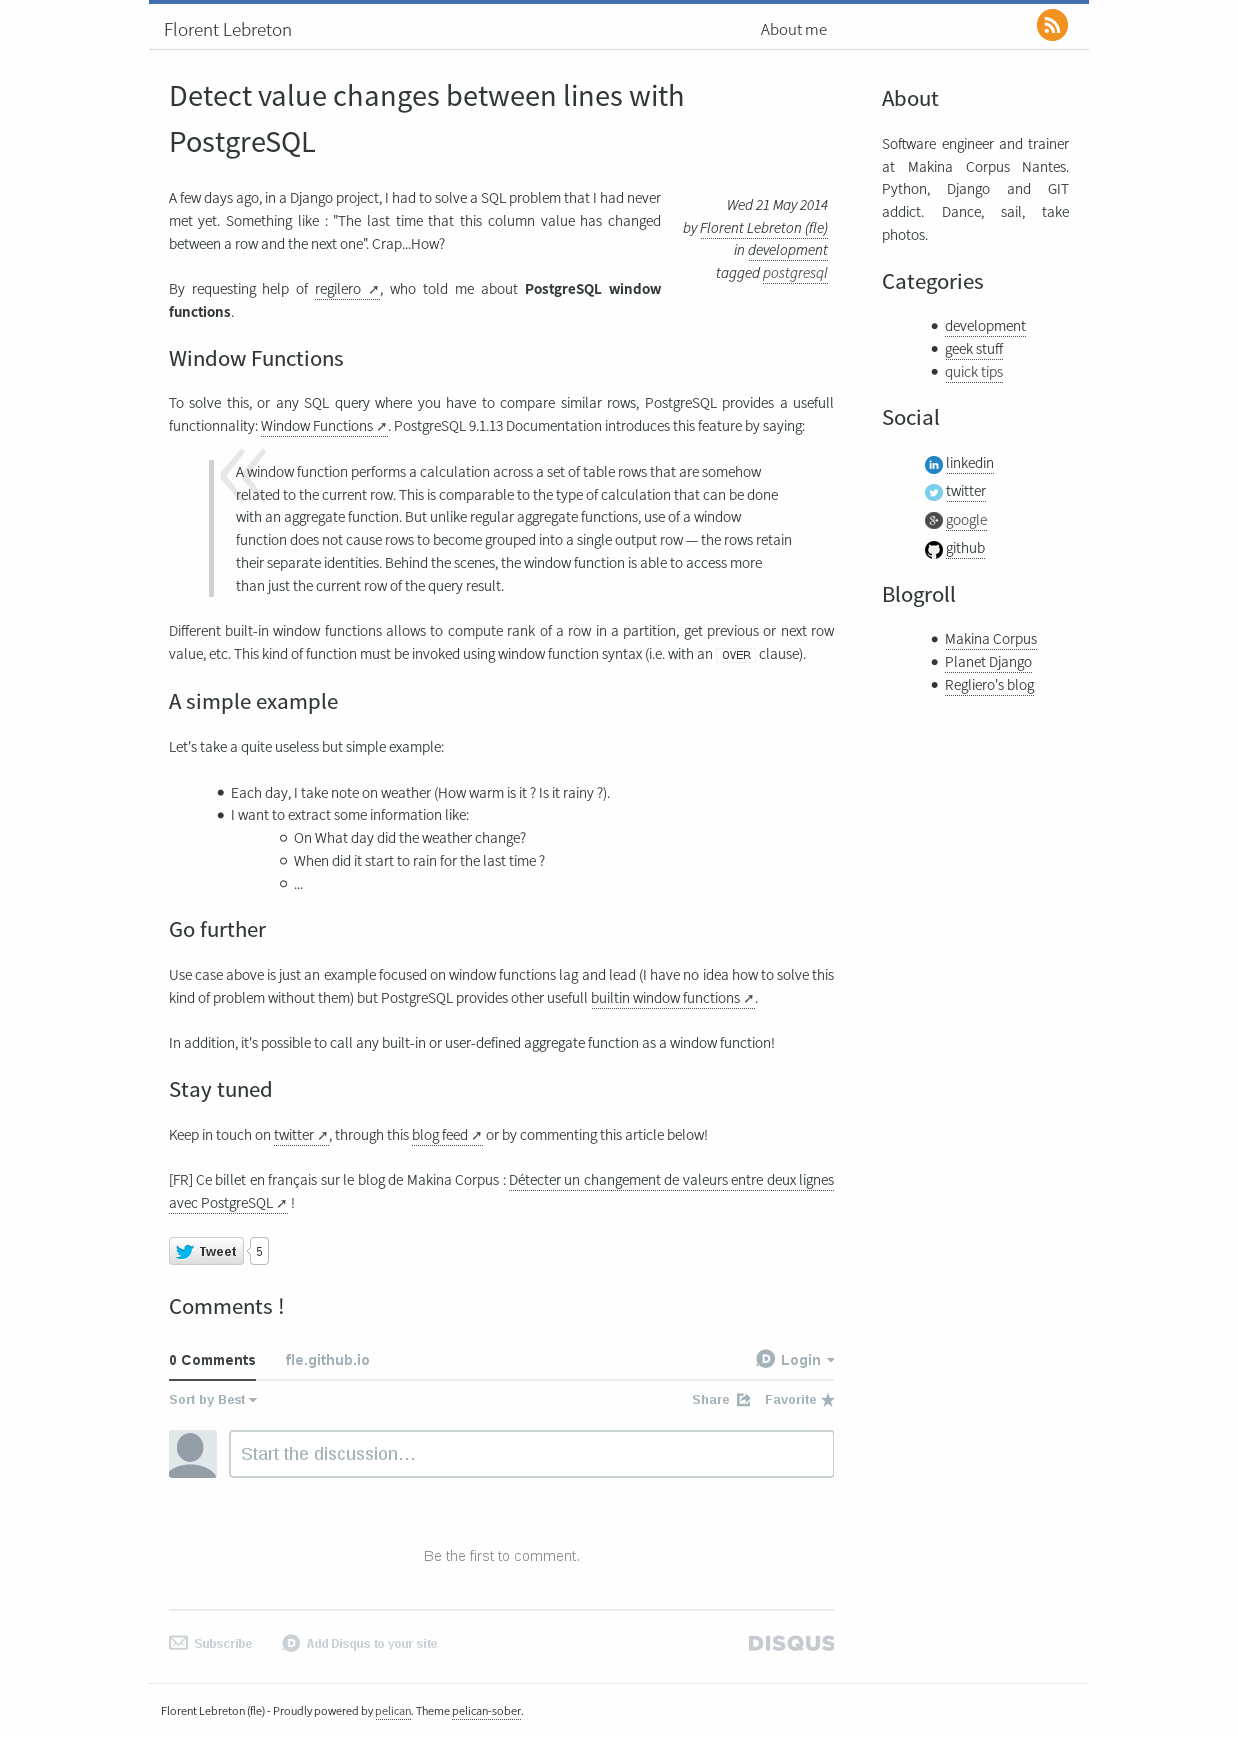 Florent Lebreton
About me
Detect value changes between lines with
PostgreSQL
A few days ago, in a Django project, I had to solve a SQL problem that I had never
met yet. Something like : "The last time that this column value has changed
between a row and the next one". Crap...How?
Wed 21 May 2014
by Florent Lebreton (fle)
in development
tagged postgresql
By requesting help of regilero ➚, who told me about PostgreSQL window
functions.
Window Functions
To solve this, or any SQL query where you have to compare similar rows, PostgreSQL provides a usefull
functionnality: Window Functions ➚. PostgreSQL 9.1.13 Documentation introduces this feature by saying:
«
A window function performs a calculation across a set of table rows that are somehow
related to the current row. This is comparable to the type of calculation that can be done
with an aggregate function. But unlike regular aggregate functions, use of a window
function does not cause rows to become grouped into a single output row — the rows retain
their separate identities. Behind the scenes, the window function is able to access more
than just the current row of the query result.
Different built-in window functions allows to compute rank of a row in a partition, get previous or next row
value, etc. This kind of function must be invoked using window function syntax (i.e. with an OVER clause).
A simple example
Let's take a quite useless but simple example:
• Each day, I take note on weather (How warm is it ? Is it rainy ?).
• I want to extract some information like:
○ On What day did the weather change?
○ When did it start to rain for the last time ?
○ ...
Go further
Use case above is just an example focused on window functions lag and lead (I have no idea how to solve this
kind of problem without them) but PostgreSQL provides other usefull builtin window functions ➚.
In addition, it's possible to call any built-in or user-defined aggregate function as a window function!
Stay tuned
Keep in touch on twitter ➚, through this blog feed ➚ or by commenting this article below!
[FR] Ce billet en français sur le blog de Makina Corpus : Détecter un changement de valeurs entre deux lignes
avec PostgreSQL ➚ !
Tweet 5
Comments !
0 Comments fle.github.io Login
Sort by Best Share Favorite
Start the discussion...
Be the first to comment.
Subscribe Add Disqus to your site DISQUS
About
Software engineer and trainer
at Makina Corpus Nantes.
Python, Django and GIT
addict. Dance, sail, take
photos.
Categories
• development
• geek stuff
• quick tips
Social
linkedin
twitter
google
github
Blogroll
• Makina Corpus
• Planet Django
• Regliero's blog
Florent Lebreton (fle) - Proudly powered by pelican. Theme pelican-sober.